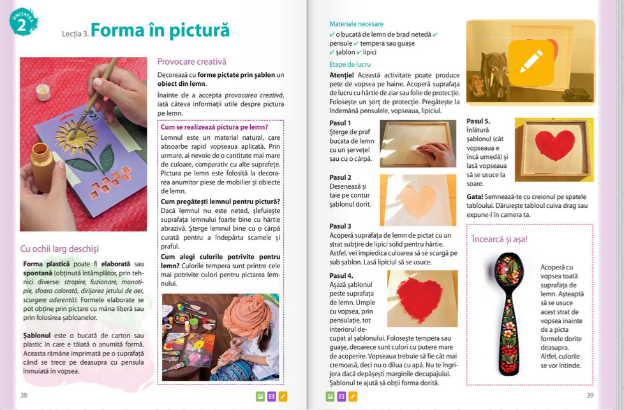 UNITATEA
2
Lecția 3. Forma în pictură
Cu ochii larg deschiși
Forma plastică poate fi elaborată sau
spontană (obținută întâmplător, prin teh-
nici diverse: stropire, fuzionare, monoti-
pie, sfoara colorată, dirijarea jetului de aer,
scurgere aderentă). Formele elaborate se
pot obține prin pictare cu mâna liberă sau
prin folosirea șabloanelor.
Șablonul este o bucată de carton sau
plastic în care e tăiată o anumită formă.
Aceasta rămâne imprimată pe o suprafață
când se trece pe deasupra cu pensula
înmuiată în vopsea.
38
Provocare creativă
Decorează cu forme pictate prin șablon un
obiect din lemn.
Înainte de a accepta provocarea creativă,
iată câteva informații utile despre pictura
pe lemn.
Cum se realizează pictura pe lemn?
Lemnul este un material natural, care
absoarbe rapid vopseaua aplicată. Prin
urmare, ai nevoie de o cantitate mai mare
de culoare, comparativ cu alte suprafețe.
Pictura pe lemn este folosită la decora-
rea anumitor piese de mobilier și obiecte
de lemn.
Cum pregătești lemnul pentru pictură?
Dacă lemnul nu este neted, șlefuiește
suprafața lemnului foarte bine cu hârtie
abrazivă. Șterge lemnul bine cu o cârpă
curată pentru a îndepărta scamele și
praful.
Cum alegi culorile potrivite pentru
lemn? Culorile tempera sunt printre cele
mai potrivite culori pentru pictarea lem-
nului.
Materiale necesare
✓ o bucată de lemn de brad netedă ✓
pensule ✓ tempera sau guașe
✓ șablon ✓ lipici
Etape de lucru
Atenție! Această activitate poate produce
pete de vopsea pe haine. Acoperă suprafața
de lucru cu hârtie de ziar sau folie de protecție.
Folosește un șorț de protecție. Pregătește la
îndemână pensulele, vopseaua, lipiciul.
Pasul 1
Șterge de praf
bucata de lemn
cu un șervețel
sau cu o cârpă.
Pasul 2
Desenează și
taie pe contur
șablonul dorit.
Pasul 3
Acoperă suprafața de lemn de pictat cu un
strat subțire de lipici solid pentru hârtie.
Astfel, vei împiedica culoarea să se scurgă pe
sub șablon. Lasă lipiciul să se usuce.
Pasul 4.
Așază șablonul
peste suprafața
de lemn. Umple
cu vopsea, prin
pensulație, tot
interiorul de-
cupat al șablonului. Folosește tempera sau
guașe, deoarece sunt culori cu putere mare
de acoperire. Vopseaua trebuie să fie cât mai
cremoasă, deci nu o dilua cu apă. Nu te îngri-
jora dacă depășești marginile decupajului.
Șablonul te ajută să obții forma dorită.
Pasul 5.
Înlătură
șablonul (cât
vopseaua e
încă umedă) și
lasă vopseaua
să se usuce la
soare.
Gata! Semnează-te cu creionul pe spatele
tabloului. Dăruiește tabloul cuiva drag sau
expune-l în camera ta.
Încearcă și așa!
Acoperă cu
vopsea toată
suprafața de
lemn. Așteaptă
să se usuce
acest strat de
vopsea înainte
de a picta
formele dorite
deasupra.
Altfel, culorile
se vor întinde.
39